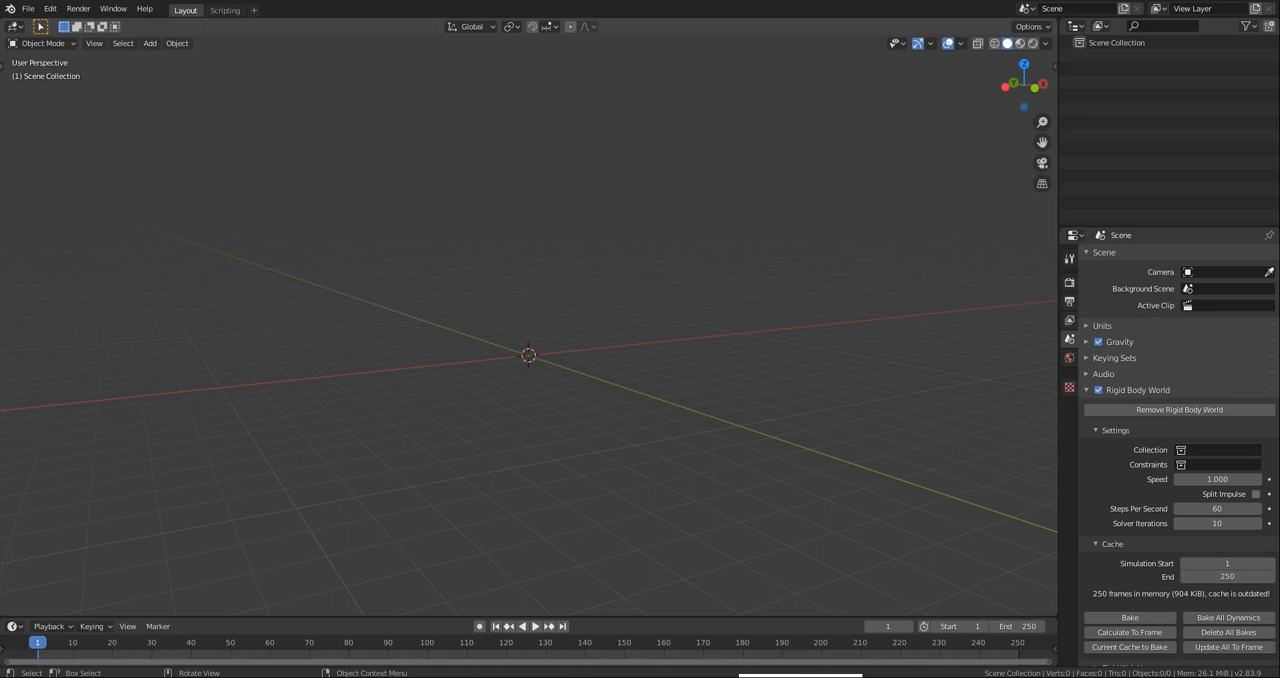 File Edit Render Window Help Layout Scripting + Scene View Layer
Global Options
Object Mode View Select Add Object
User Perspective
(1) Scene Collection
Z
Y X
Scene Collection
Scene
Scene
Camera
Background Scene
Active Clip
Units
Gravity
Keying Sets
Audio
Rigid Body World
Remove Rigid Body World
Settings
Collection
Constraints
Speed 1.000
Split Impulse
Steps Per Second 60
Solver Iterations 10
Cache
Simulation Start 1
End 250
250 frames in memory (904 KiB), cache is outdated!
Bake Bake All Dynamics
Calculate To Frame Delete All Bakes
Current Cache to Bake Update All To Frame
Playback Keying View Marker 1 Start 1 End 250
1 10 20 30 40 50 60 70 80 90 100 110 120 130 140 150 160 170 180 190 200 210 220 230 240 250
Select Box Select Rotate View Object Context Menu Scene Collection | Verts:0 | Faces:0 | Tris:0 | Objects:0/0 | Mem: 26.1 MiB | v2.83.9